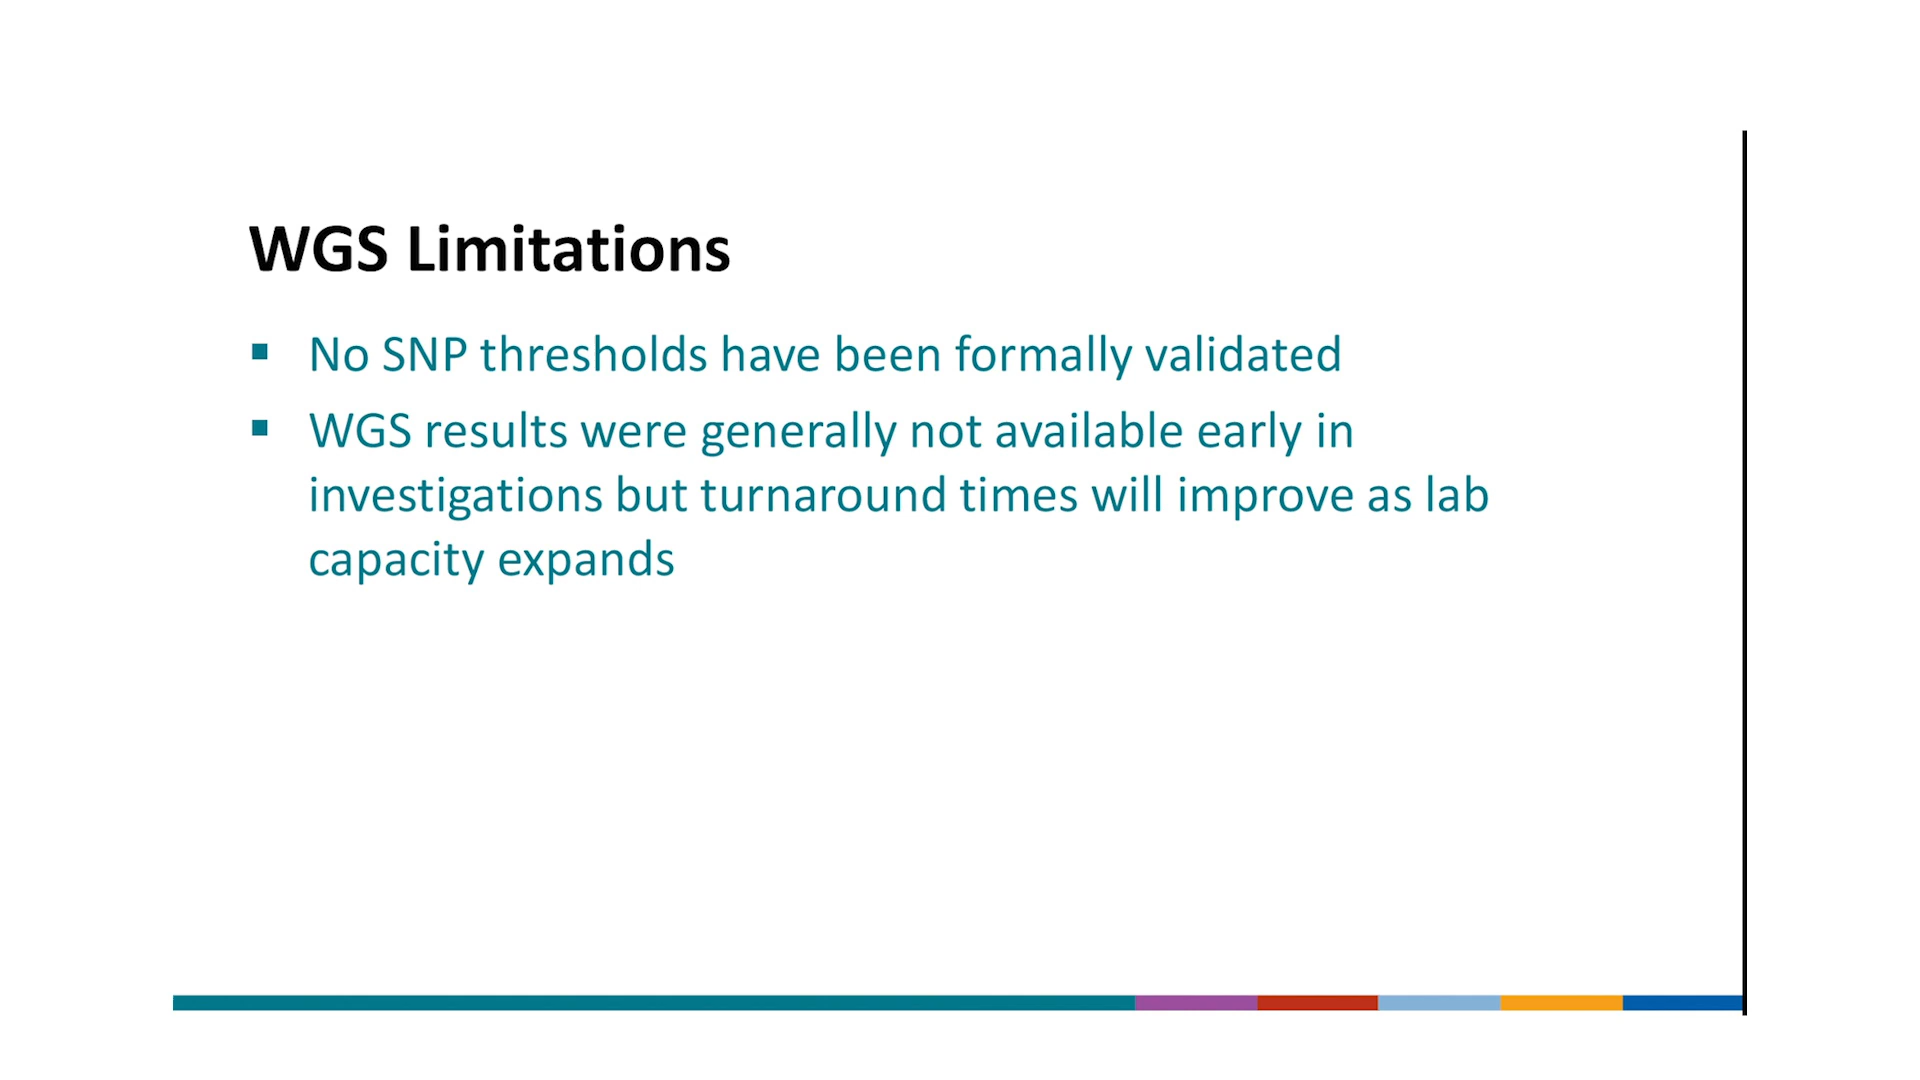 WGS Limitations
▪ No SNP thresholds have been formally validated
▪ WGS results were generally not available early in
investigations but turnaround times will improve as lab
capacity expands